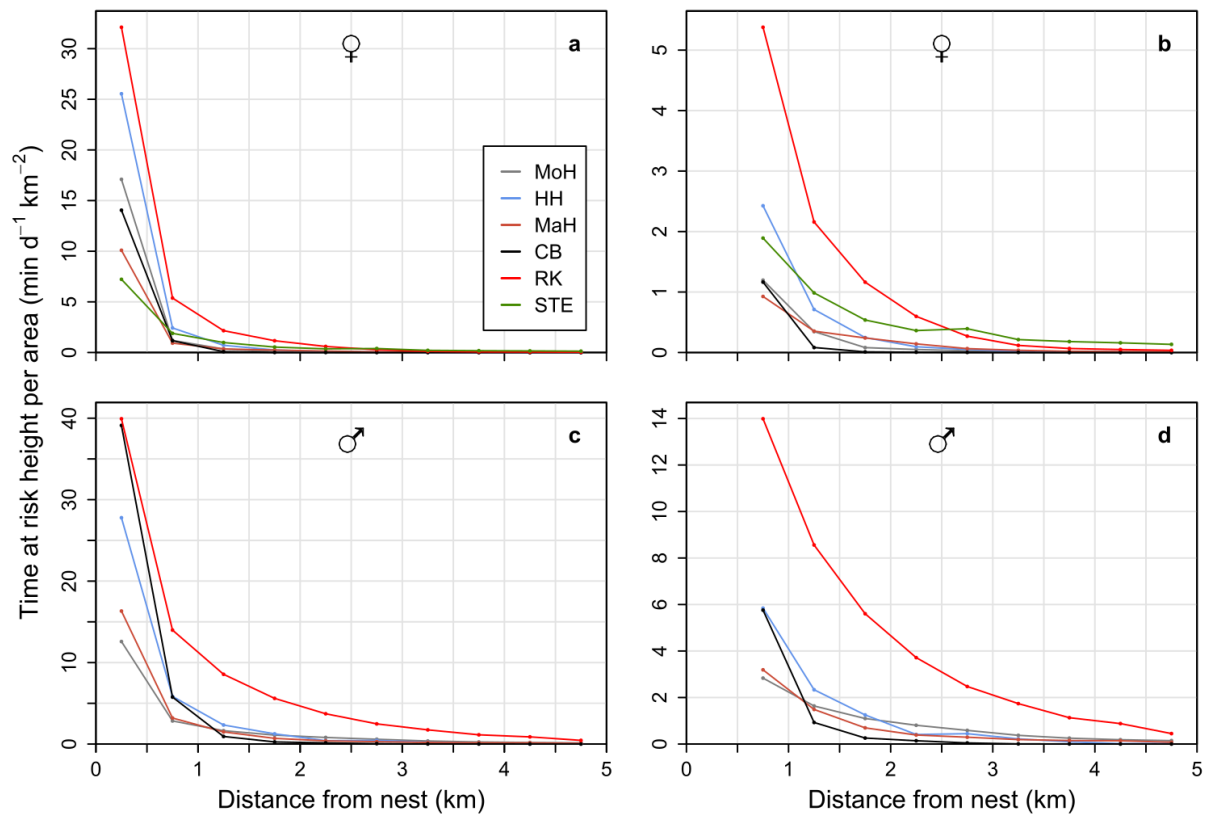 ♀ a
30
25
20
15
10
5
0
MoH
HH
MaH
CB
RK
STE
♀ b
5
4
3
2
1
0
♂ c
40
30
20
10
0
0 1 2 3 4 5
Distance from nest (km)
♂ d
14
12
10
8
6
4
2
0
0 1 2 3 4 5
Distance from nest (km)
Time at risk height per area (min d⁻¹ km⁻²)